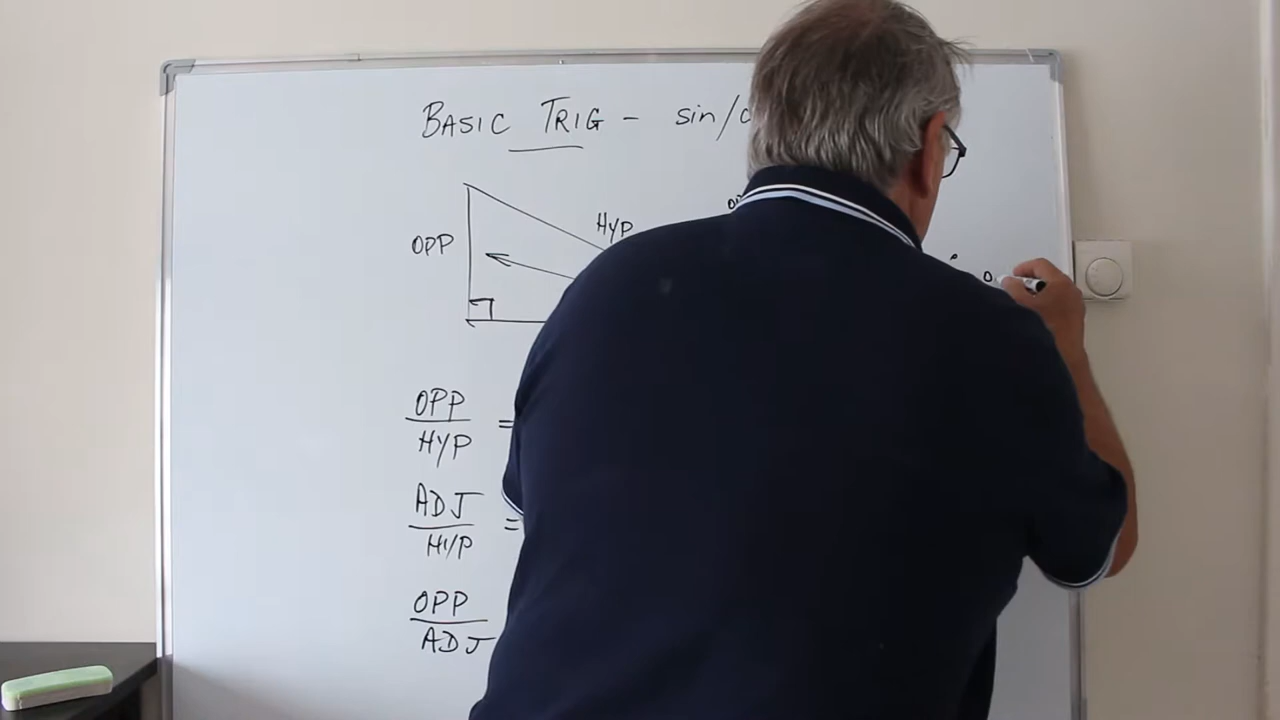 BASIC TRIG - sin/c
HYP
OPP
OPP
HYP =
ADJ
HYP =
OPP
ADJ